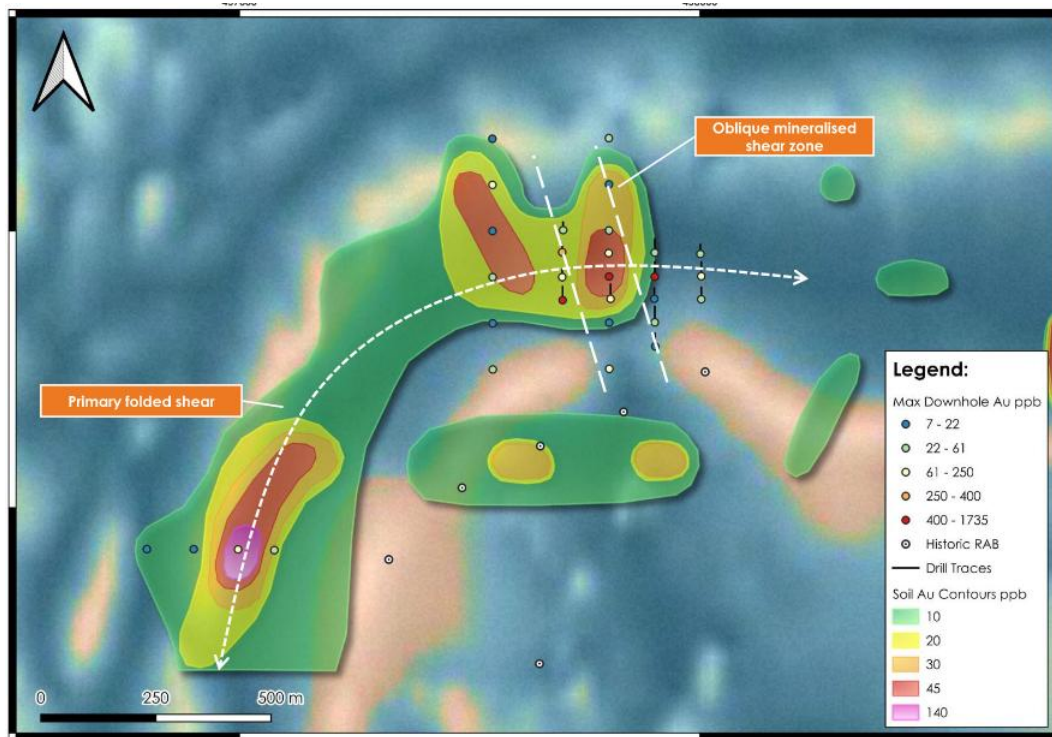 Oblique mineralised
shear zone
Primary folded shear
Legend:
Max Downhole Au ppb
7 - 22
22 - 61
61 - 250
250 - 400
400 - 1735
Historic RAB
Drill Traces
Soil Au Contours ppb
10
20
30
45
140
0 250 500 m